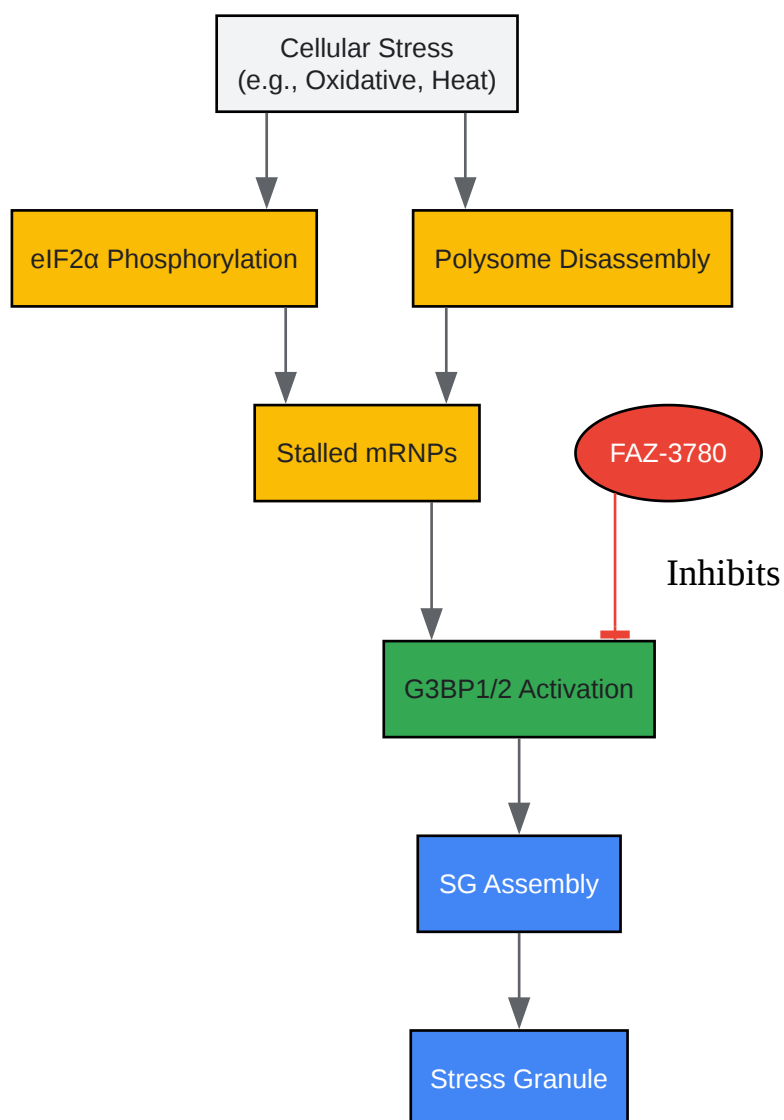 Cellular Stress
(e.g., Oxidative, Heat)
eIF2α Phosphorylation
Polysome Disassembly
Stalled mRNPs
FAZ-3780
Inhibits
G3BP1/2 Activation
SG Assembly
Stress Granule